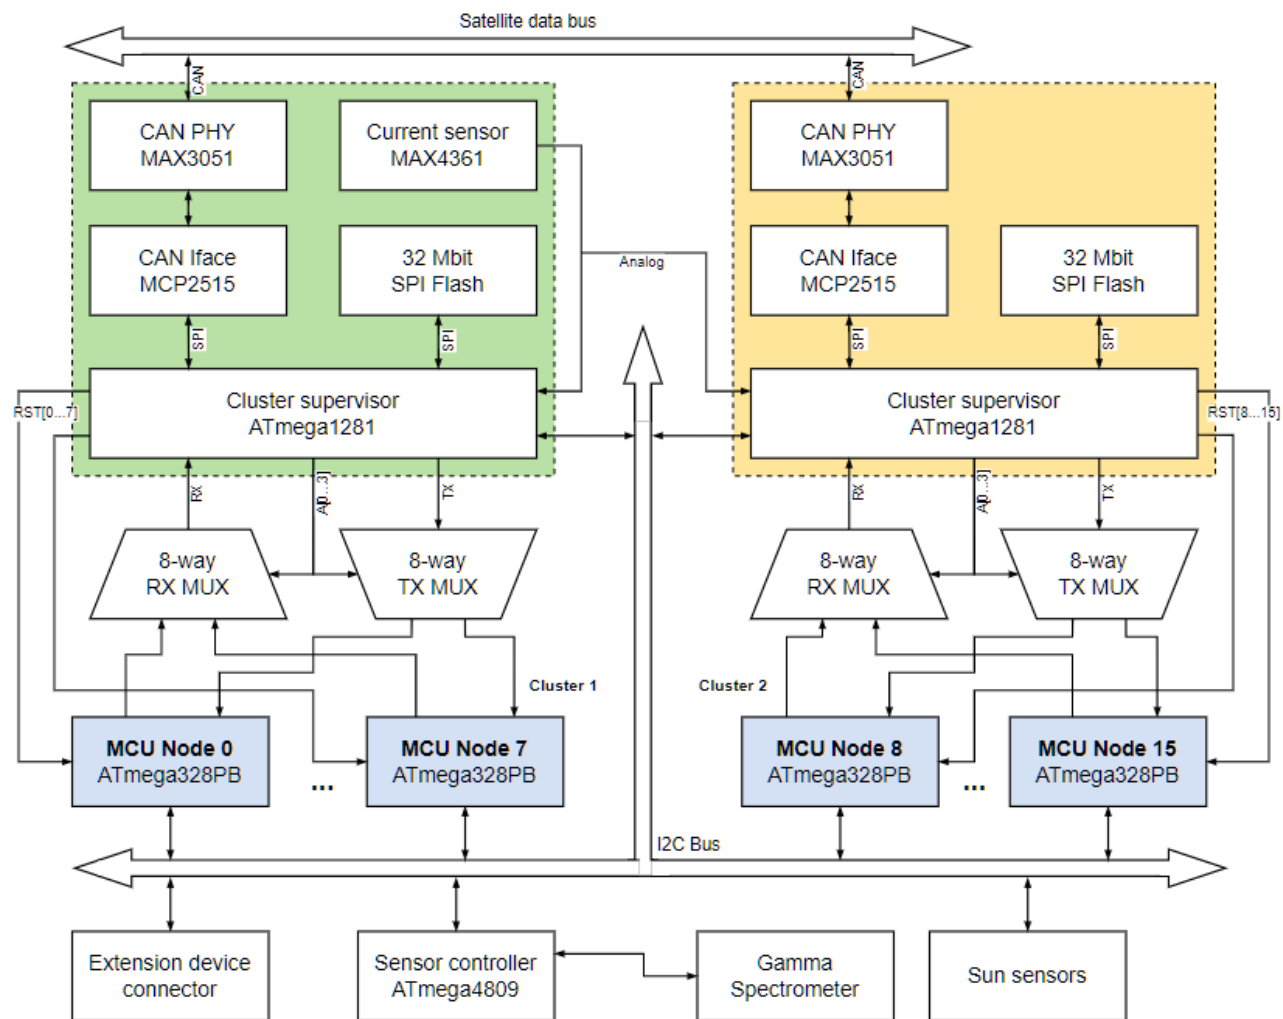 Satellite data bus
CAN
CAN
CAN PHY
MAX3051
Current sensor
MAX4361
CAN PHY
MAX3051
CAN Iface
MCP2515
32 Mbit
SPI Flash
Analog
CAN Iface
MCP2515
32 Mbit
SPI Flash
SPI
SPI
SPI
SPI
RST[0...7]
Cluster supervisor
ATmega1281
Cluster supervisor
ATmega1281
RST[8...15]
RX
A[0...3]
TX
RX
A[0...3]
TX
8-way
RX MUX
8-way
TX MUX
8-way
RX MUX
8-way
TX MUX
Cluster 1
Cluster 2
MCU Node 0
ATmega328PB
...
MCU Node 7
ATmega328PB
MCU Node 8
ATmega328PB
...
MCU Node 15
ATmega328PB
I2C Bus
Extension device
connector
Sensor controller
ATmega4809
Gamma
Spectrometer
Sun sensors